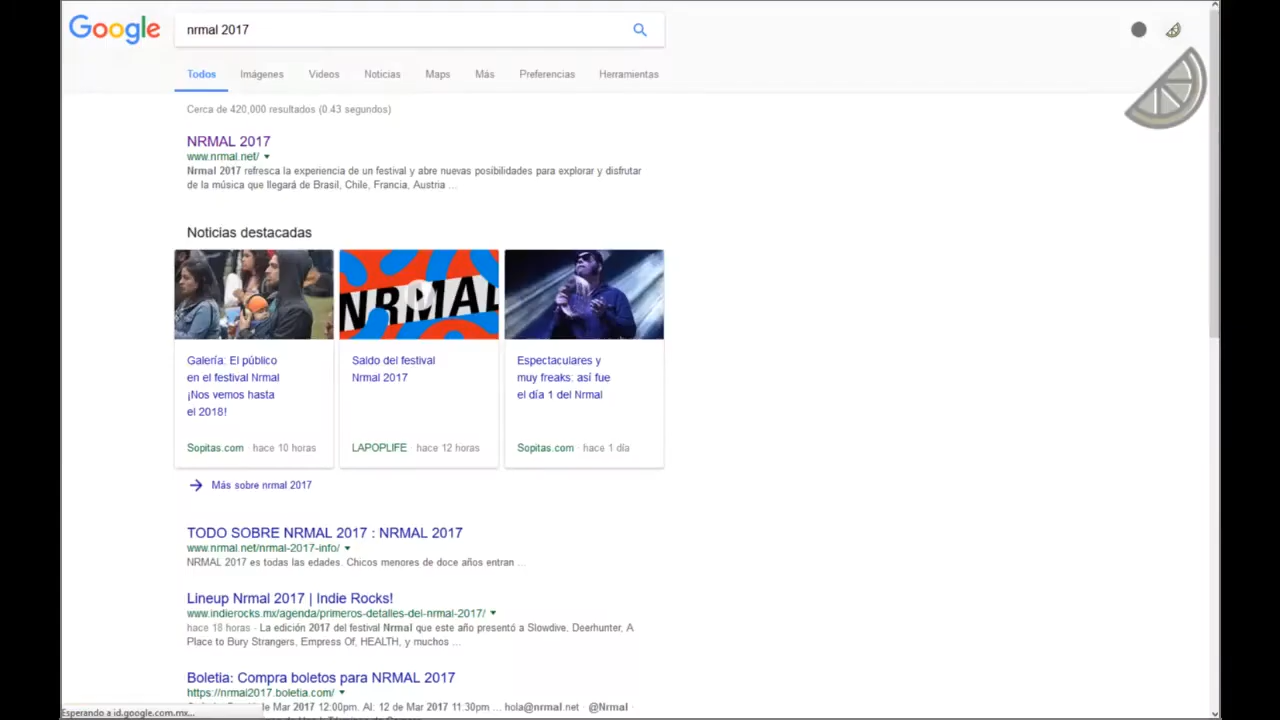 Google
nrmal 2017
Todos Imágenes Videos Noticias Maps Más Preferencias Herramientas
Cerca de 420,000 resultados (0.43 segundos)
NRMAL 2017
www.nrmal.net/
Nrmal 2017 refresca la experiencia de un festival y abre nuevas posibilidades para explorar y disfrutar
de la música que llegará de Brasil, Chile, Francia, Austria ...
Noticias destacadas
NRMAL
Galería: El público
en el festival Nrmal
¡Nos vemos hasta
el 2018!
Sopitas.com · hace 10 horas
Saldo del festival
Nrmal 2017
LAPOPLIFE · hace 12 horas
Espectaculares y
muy freaks: así fue
el día 1 del Nrmal
Sopitas.com · hace 1 día
Más sobre nrmal 2017
TODO SOBRE NRMAL 2017 : NRMAL 2017
www.nrmal.net/nrmal-2017-info/
NRMAL 2017 es todas las edades. Chicos menores de doce años entran ...
Lineup Nrmal 2017 | Indie Rocks!
www.indierocks.mx/agenda/primeros-detalles-del-nrmal-2017/
hace 18 horas - La edición 2017 del festival Nrmal que este año presentó a Slowdive, Deerhunter, A
Place to Bury Strangers, Empress Of, HEALTH, y muchos ...
Boletia: Compra boletos para NRMAL 2017
https://nrmal2017.boletia.com/
de Mar 2017 12:00pm. Al: 12 de Mar 2017 11:30pm ... hola@nrmal.net · @Nrmal ·
Esperando a id.google.com.mx...